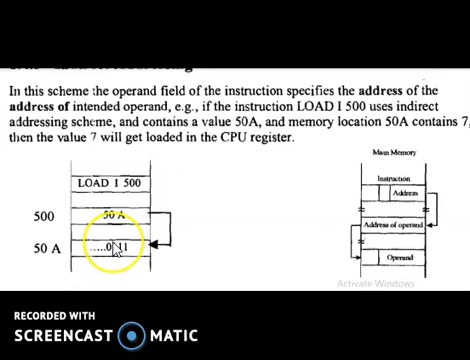 In this scheme the operand field of the instruction specifies the address of the
address of intended operand, e.g., if the instruction LOAD I 500 uses indirect
addressing scheme, and contains a value 50A, and memory location 50A contains 7,
then the value 7 will get loaded in the CPU register.
LOAD I 500
500
50 A
50 A
Main Memory
Instruction
Address
Address of operand
Operand
Activate Windows
RECORDED WITH
SCREENCAST MATIC